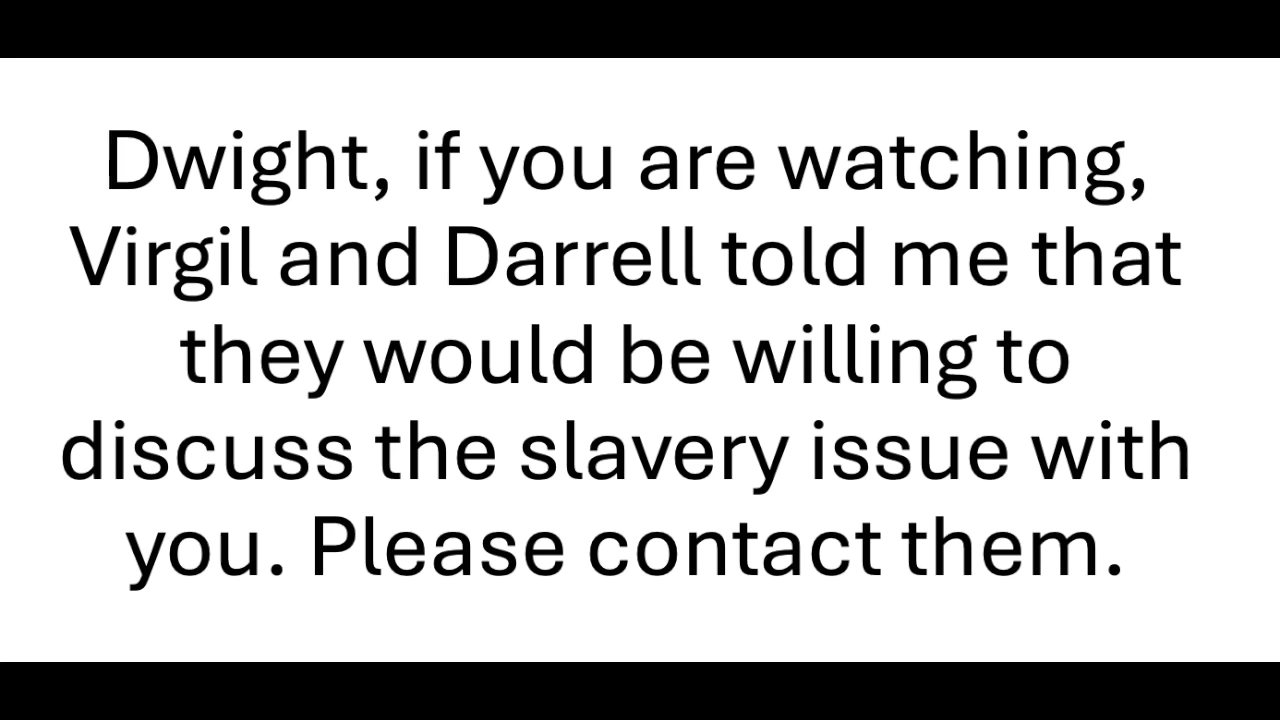 Dwight, if you are watching,
Virgil and Darrell told me that
they would be willing to
discuss the slavery issue with
you. Please contact them.